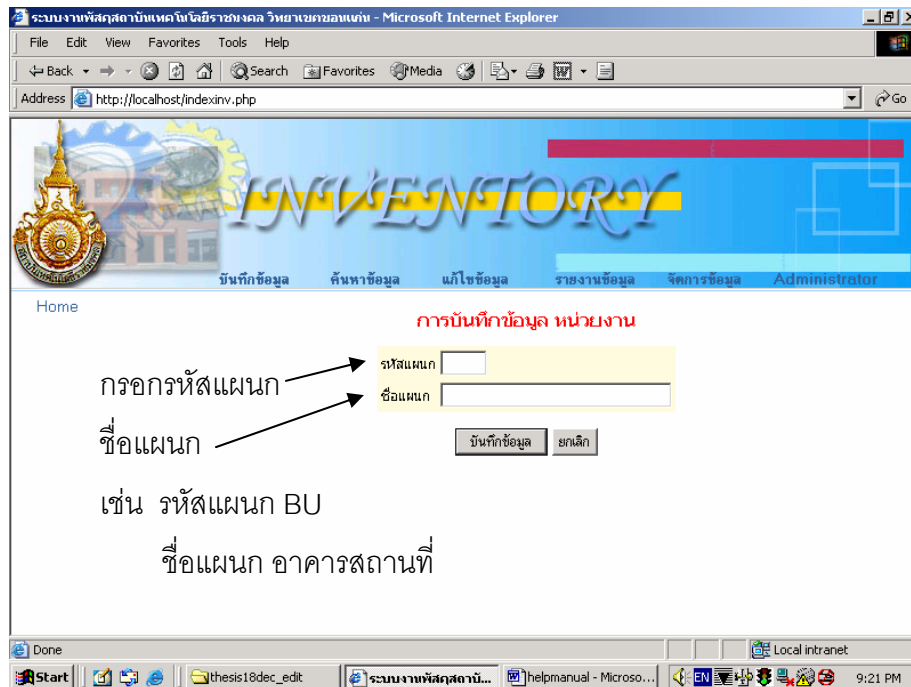 ระบบงานพัสดุสถาบันเทคโนโลยีราชมงคล วิทยาเขตขอนแก่น - Microsoft Internet Explorer
File Edit View Favorites Tools Help
Back Search Favorites Media
Address http://localhost/indexinv.php Go
INVENTORY
บันทึกข้อมูล ค้นหาข้อมูล แก้ไขข้อมูล รายงานข้อมูล จัดการข้อมูล Administrator
Home
การบันทึกข้อมูล หน่วยงาน
รหัสแผนก
กรอกรหัสแผนก
ชื่อแผนก
ชื่อแผนก
บันทึกข้อมูล ยกเลิก
เช่น รหัสแผนก BU
ชื่อแผนก อาคารสถานที่
Done Local intranet
Start thesis18dec_edit ระบบงานพัสดุสถาบั... helpmanual - Microso... EN 9:21 PM